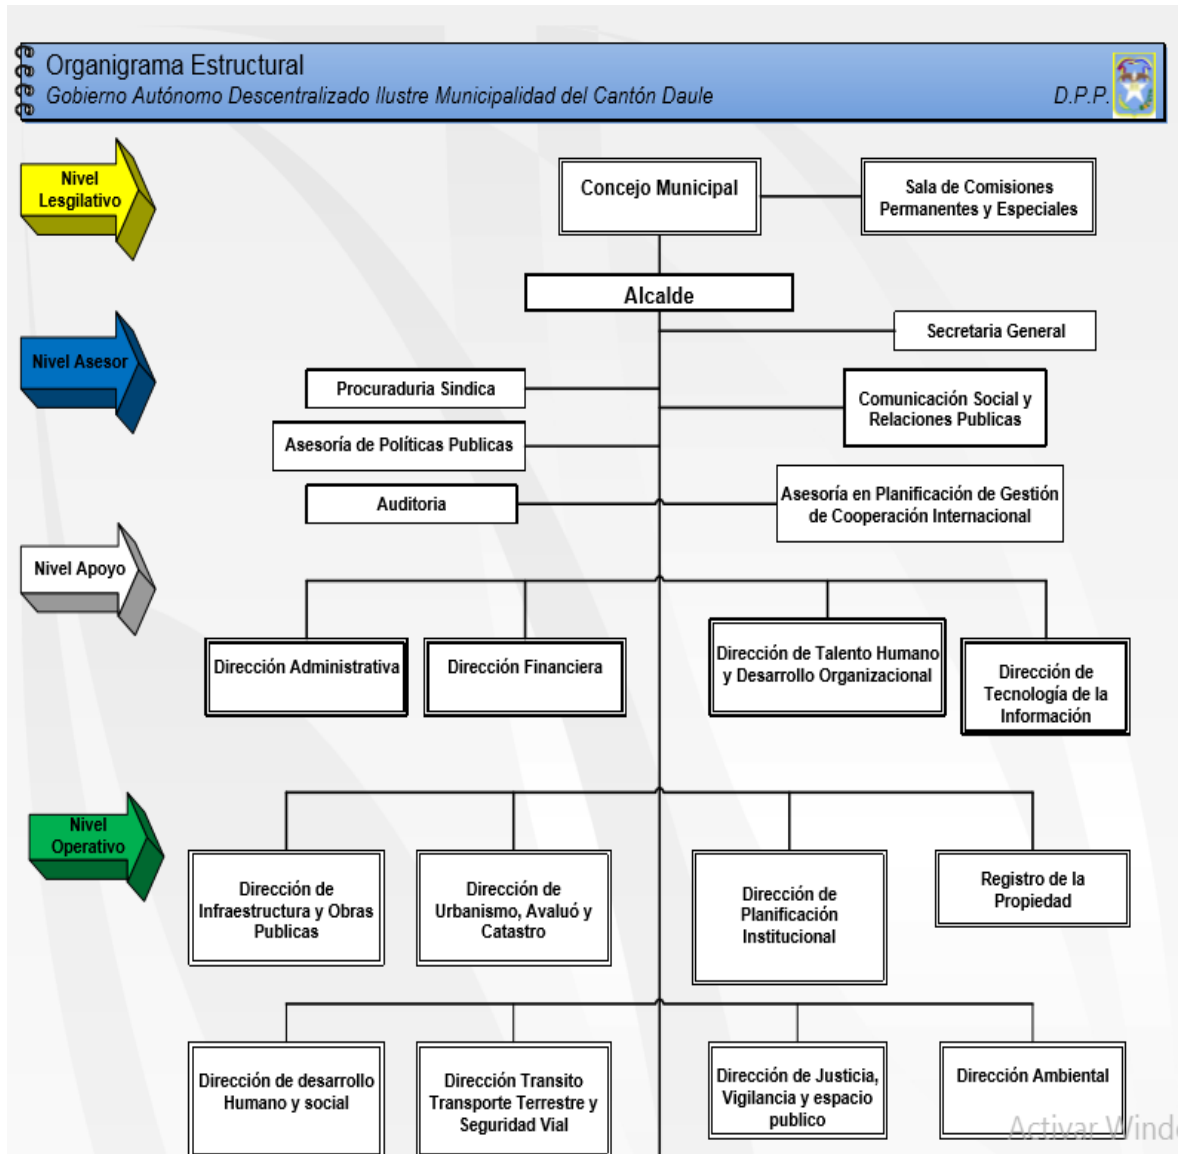 Organigrama Estructural
Gobierno Autónomo Descentralizado Ilustre Municipalidad del Cantón Daule
D.P.P.
Nivel
Lesgilativo
Concejo Municipal
Sala de Comisiones
Permanentes y Especiales
Alcalde
Secretaria General
Nivel Asesor
Procuraduria Sindica
Comunicación Social y
Relaciones Publicas
Asesoría de Políticas Publicas
Auditoria
Asesoría en Planificación de Gestión
de Cooperación Internacional
Nivel Apoyo
Dirección Administrativa
Dirección Financiera
Dirección de Talento Humano
y Desarrollo Organizacional
Dirección de
Tecnología de la
Información
Nivel
Operativo
Dirección de
Infraestructura y Obras
Publicas
Dirección de
Urbanismo, Avaluó y
Catastro
Dirección de
Planificación
Institucional
Registro de la
Propiedad
Dirección de desarrollo
Humano y social
Dirección Transito
Transporte Terrestre y
Seguridad Vial
Dirección de Justicia,
Vigilancia y espacio
publico
Dirección Ambiental
Activar Wind